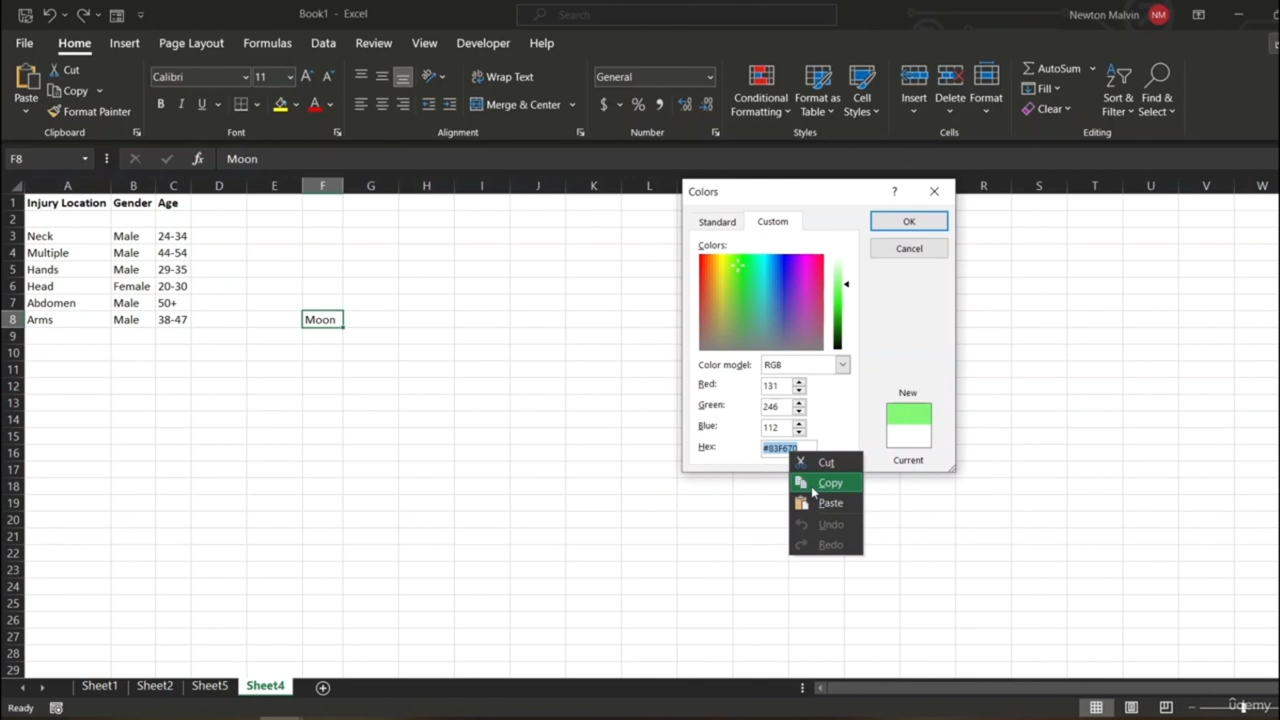 Book1 - Excel
Search
Newton Malvin NM
File Home Insert Page Layout Formulas Data Review View Developer Help
Paste
Cut
Copy
Format Painter
Clipboard
Calibri 11
B I U
Font
Wrap Text
Merge & Center
Alignment
General
$ % ,
Number
Conditional Formatting
Format as Table
Cell Styles
Styles
Insert Delete Format
Cells
AutoSum
Fill
Clear
Sort & Filter
Find & Select
Editing
F8 fx Moon
A B C D E F G H I J K L R S T U V W
1 Injury Location Gender Age
2
3 Neck Male 24-34
4 Multiple Male 44-54
5 Hands Male 29-35
6 Head Female 20-30
7 Abdomen Male 50+
8 Arms Male 38-47 Moon
9
10
11
12
13
14
15
16
17
18
19
20
21
22
23
24
25
26
27
28
29
Colors ?
Standard Custom
OK
Cancel
Colors:
Color model: RGB
Red: 131
Green: 246
Blue: 112
Hex: #83F670
New
Current
Cut
Copy
Paste
Undo
Redo
Sheet1 Sheet2 Sheet5 Sheet4
Ready
udemy